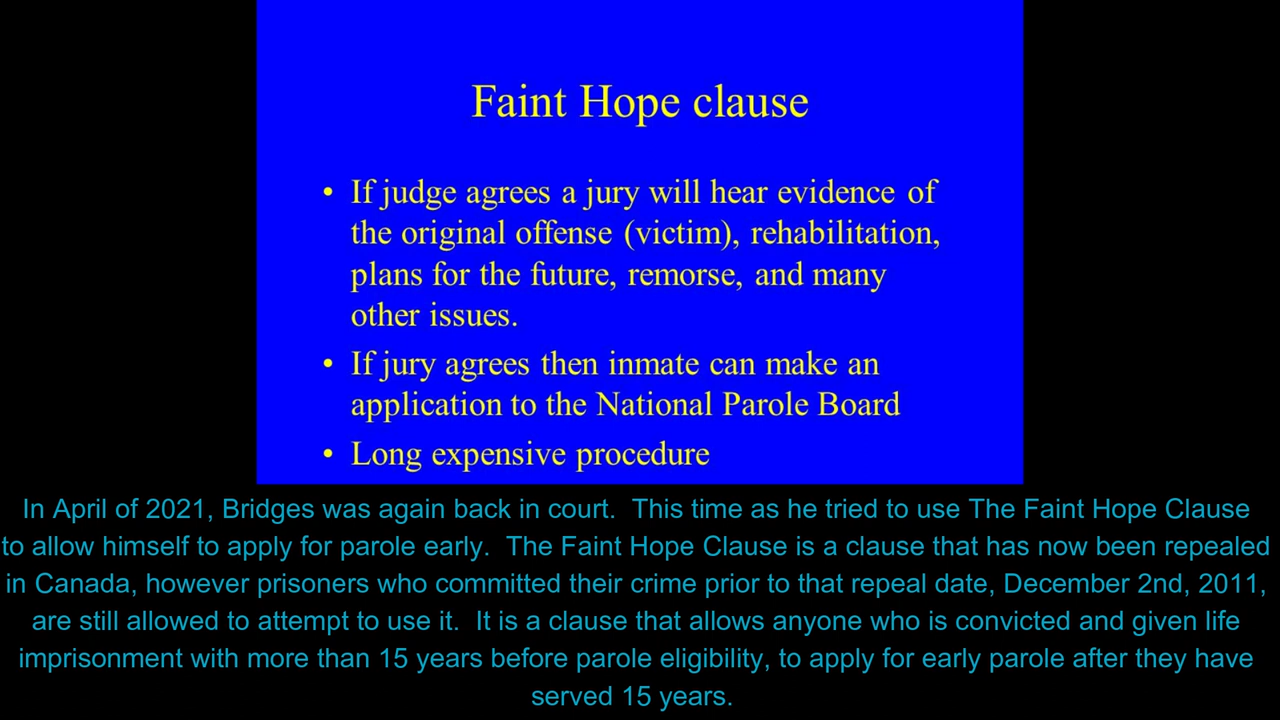 Faint Hope clause
• If judge agrees a jury will hear evidence of
the original offense (victim), rehabilitation,
plans for the future, remorse, and many
other issues.
• If jury agrees then inmate can make an
application to the National Parole Board
• Long expensive procedure
In April of 2021, Bridges was again back in court.  This time as he tried to use The Faint Hope Clause
to allow himself to apply for parole early.  The Faint Hope Clause is a clause that has now been repealed
in Canada, however prisoners who committed their crime prior to that repeal date, December 2nd, 2011,
are still allowed to attempt to use it.  It is a clause that allows anyone who is convicted and given life
imprisonment with more than 15 years before parole eligibility, to apply for early parole after they have
served 15 years.